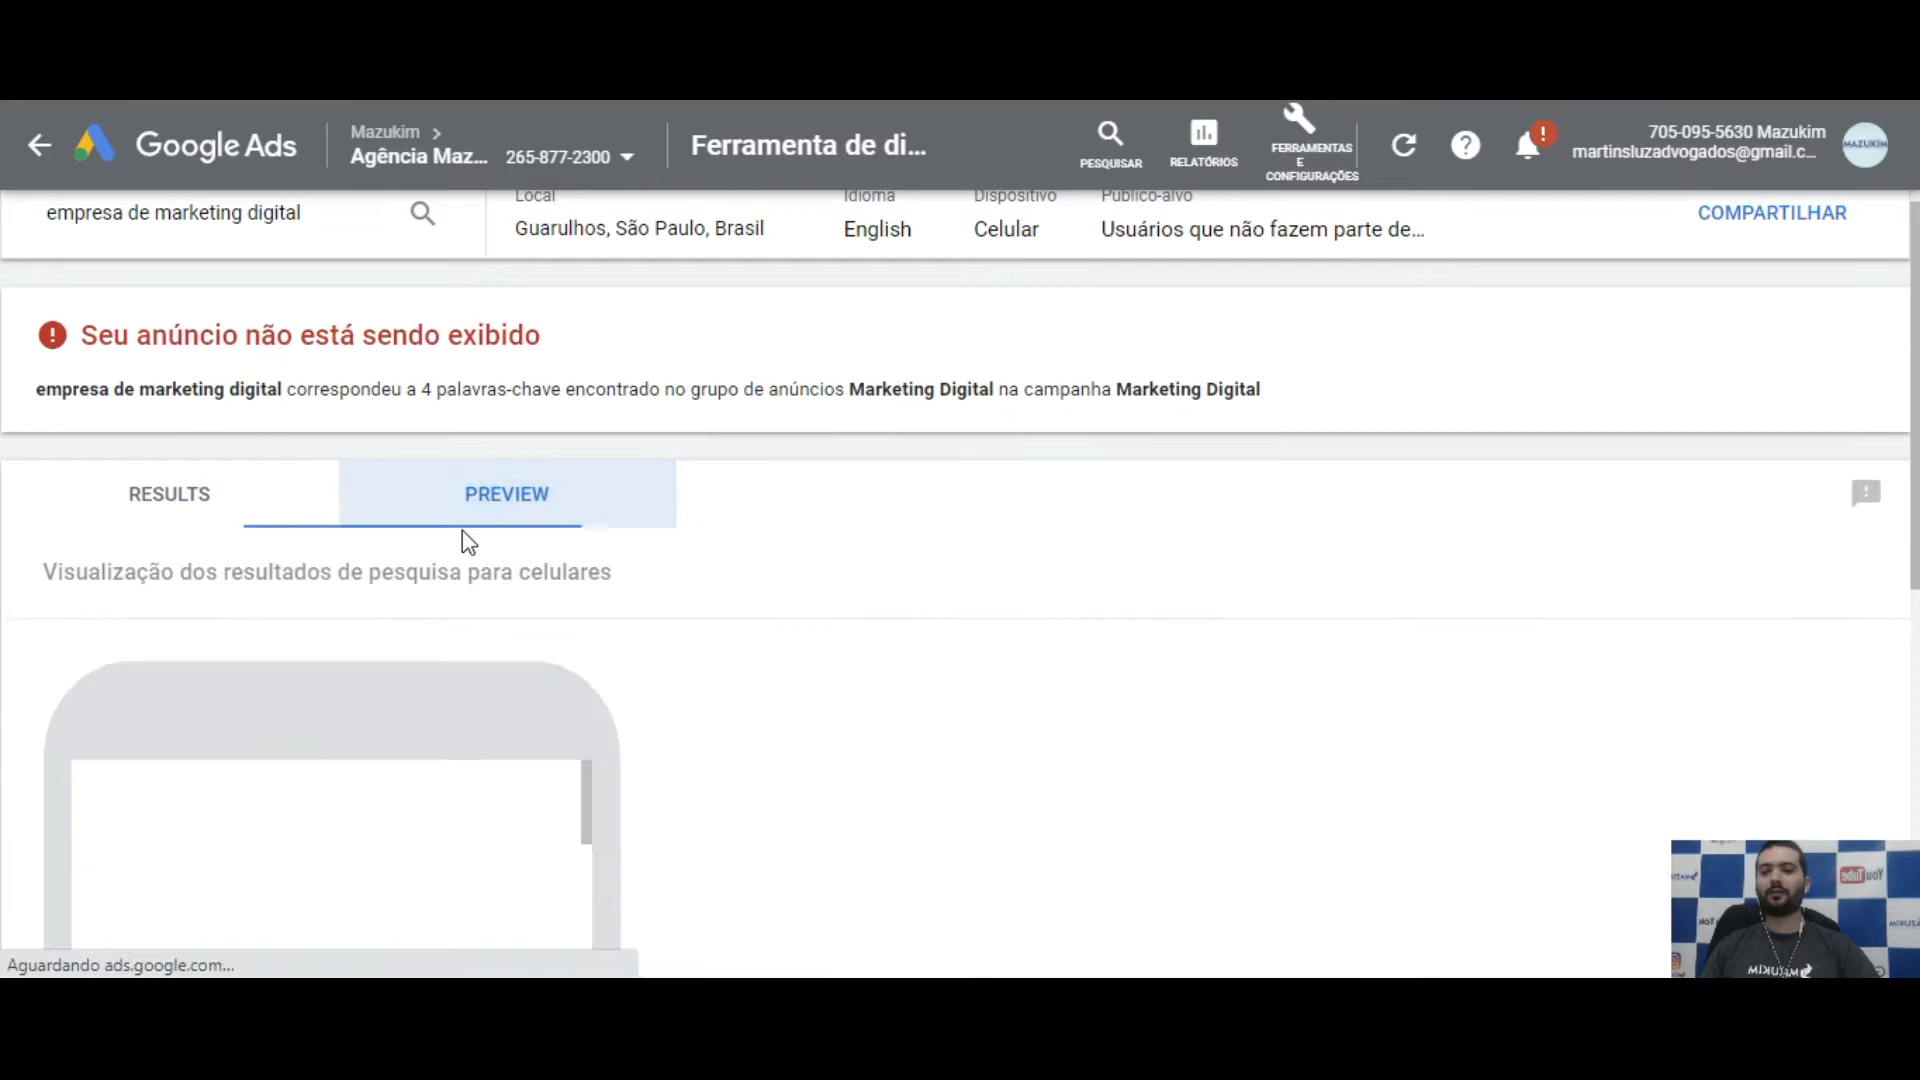 Google Ads
Mazukim >
Agência Maz...
265-877-2300
Ferramenta de di...
PESQUISAR
RELATÓRIOS
FERRAMENTAS
E
CONFIGURAÇÕES
!
705-095-5630 Mazukim
martinsluzadvogados@gmail.c...
MAZUKIM
empresa de marketing digital
Local
Guarulhos, São Paulo, Brasil
Idioma
English
Dispositivo
Celular
Público-alvo
Usuários que não fazem parte de...
COMPARTILHAR
Seu anúncio não está sendo exibido
empresa de marketing digital correspondeu a 4 palavras-chave encontrado no grupo de anúncios Marketing Digital na campanha Marketing Digital
RESULTS
PREVIEW
Visualização dos resultados de pesquisa para celulares
Aguardando ads.google.com...
YouTube
MAZUKIM